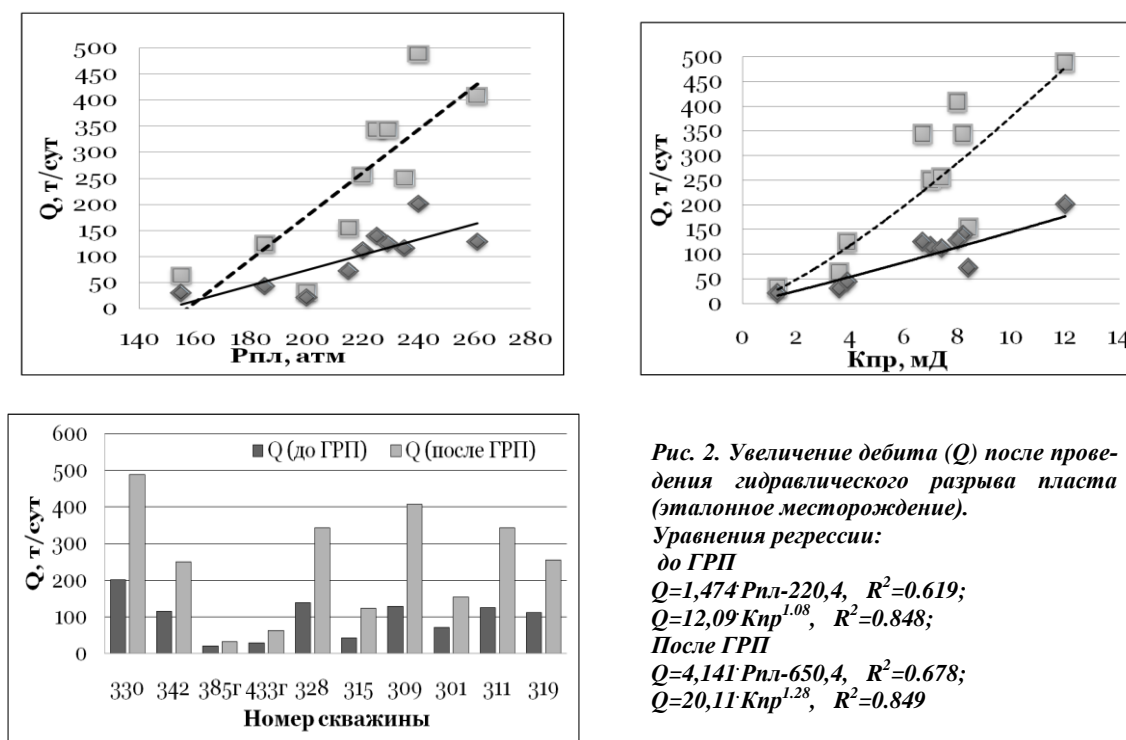 500
450
400
350
300
250
200
150
100
50
0
Q, т/сут
140 160 180 200 220 240 260 280
Рпл, атм
500
450
400
350
300
250
200
150
100
50
0
Q, т/сут
0 2 4 6 8 10 12 14
Кпр, мД
600
500
400
300
200
100
0
Q, т/сут
Q (до ГРП) Q (после ГРП)
330 342 385г 433г 328 315 309 301 311 319
Номер скважины
Рис. 2. Увеличение дебита (Q) после прове-
дения гидравлического разрыва пласта
(эталонное месторождение).
Уравнения регрессии:
до ГРП
Q=1,474·Рпл-220,4, R²=0.619;
Q=12,09·Кпр^1.08, R²=0.848;
После ГРП
Q=4,141·Рпл-650,4, R²=0.678;
Q=20,11·Кпр^1.28, R²=0.849